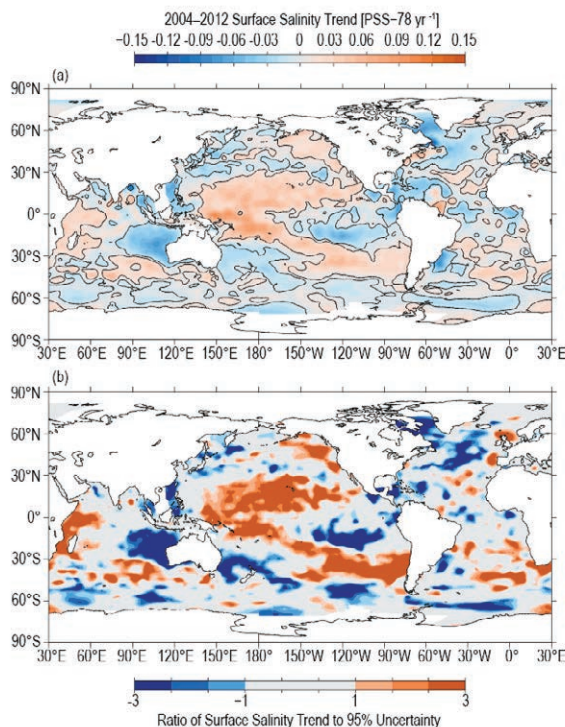 2004–2012 Surface Salinity Trend [PSS–78 yr -1]
−0.15 -0.12 -0.09 -0.06 -0.03 0 0.03 0.06 0.09 0.12 0.15
(a)
90°N
60°N
30°N
0°
30°S
60°S
90°S
30°E 60°E 90°E 120°E 150°E 180° 150°W 120°W 90°W 60°W 30°W 0° 30°E
(b)
90°N
60°N
30°N
0°
30°S
60°S
90°S
30°E 60°E 90°E 120°E 150°E 180° 150°W 120°W 90°W 60°W 30°W 0° 30°E
-3 -1 1 3
Ratio of Surface Salinity Trend to 95% Uncertainty